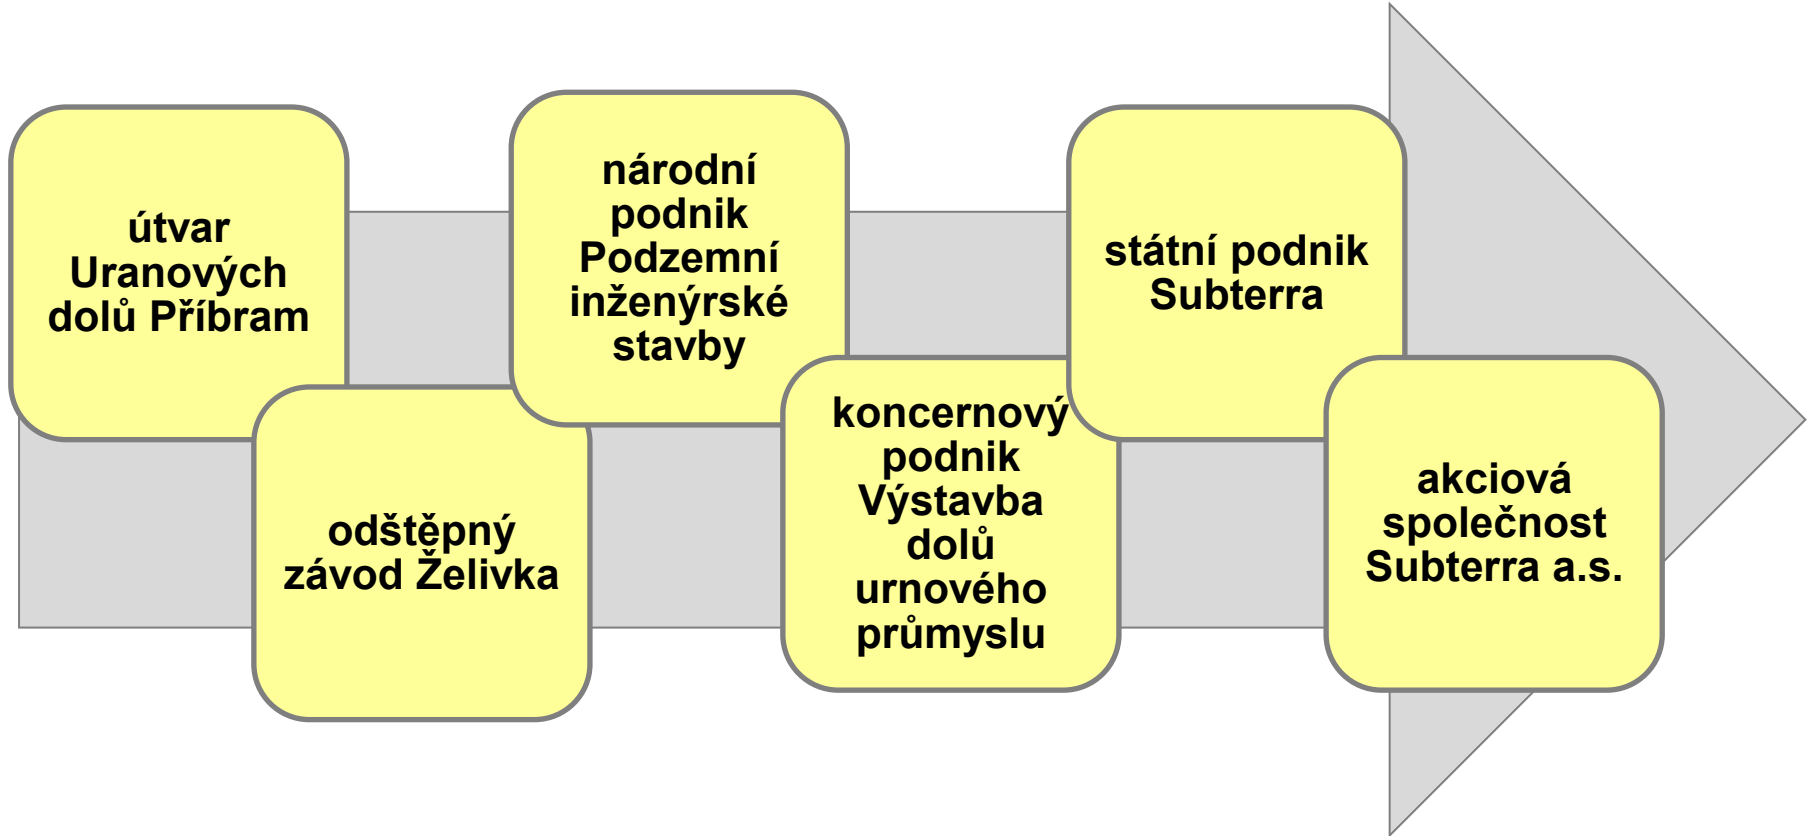 útvar
Uranových
dolů Příbram
odštěpný
závod Želivka
národní
podnik
Podzemní
inženýrské
stavby
koncernový
podnik
Výstavba
dolů
urnového
průmyslu
státní podnik
Subterra
akciová
společnost
Subterra a.s.